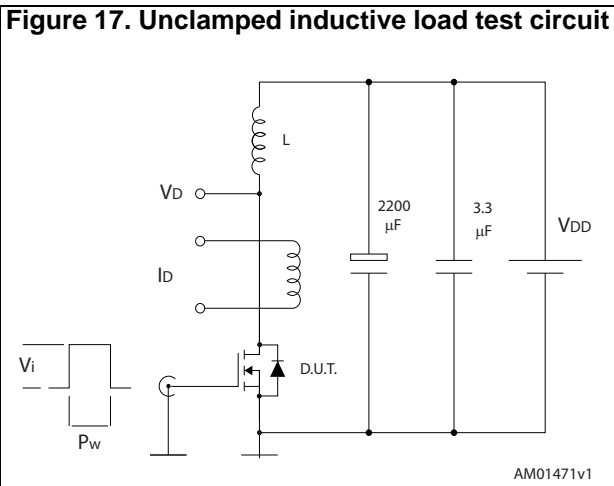 Figure 17. Unclamped inductive load test circuit
L
VD
2200
μF
3.3
μF
VDD
ID
Vi
D.U.T.
Pw
AM01471v1